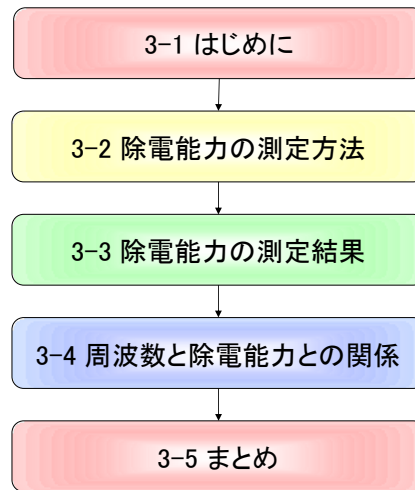 3-1 はじめに
3-2 除電能力の測定方法
3-3 除電能力の測定結果
3-4 周波数と除電能力との関係
3-5 まとめ